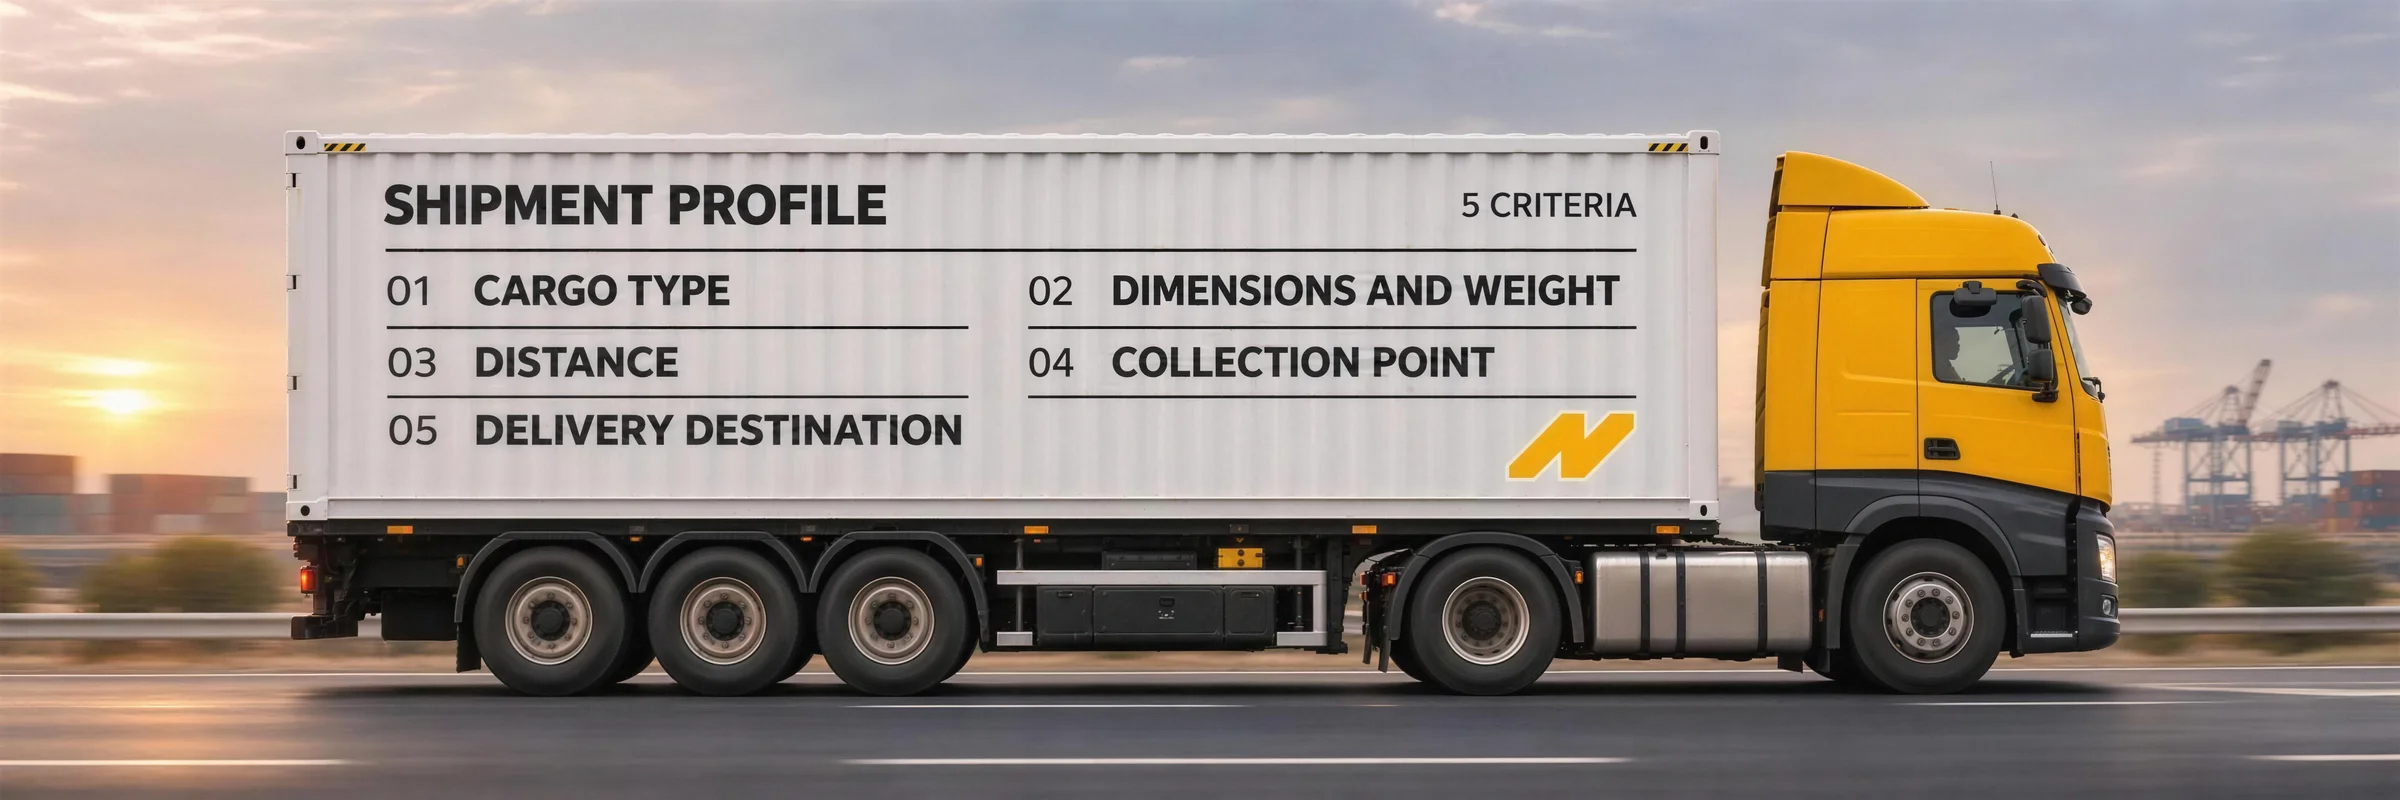 SHIPMENT PROFILE
5 CRITERIA
01 CARGO TYPE
02 DIMENSIONS AND WEIGHT
03 DISTANCE
04 COLLECTION POINT
05 DELIVERY DESTINATION
N